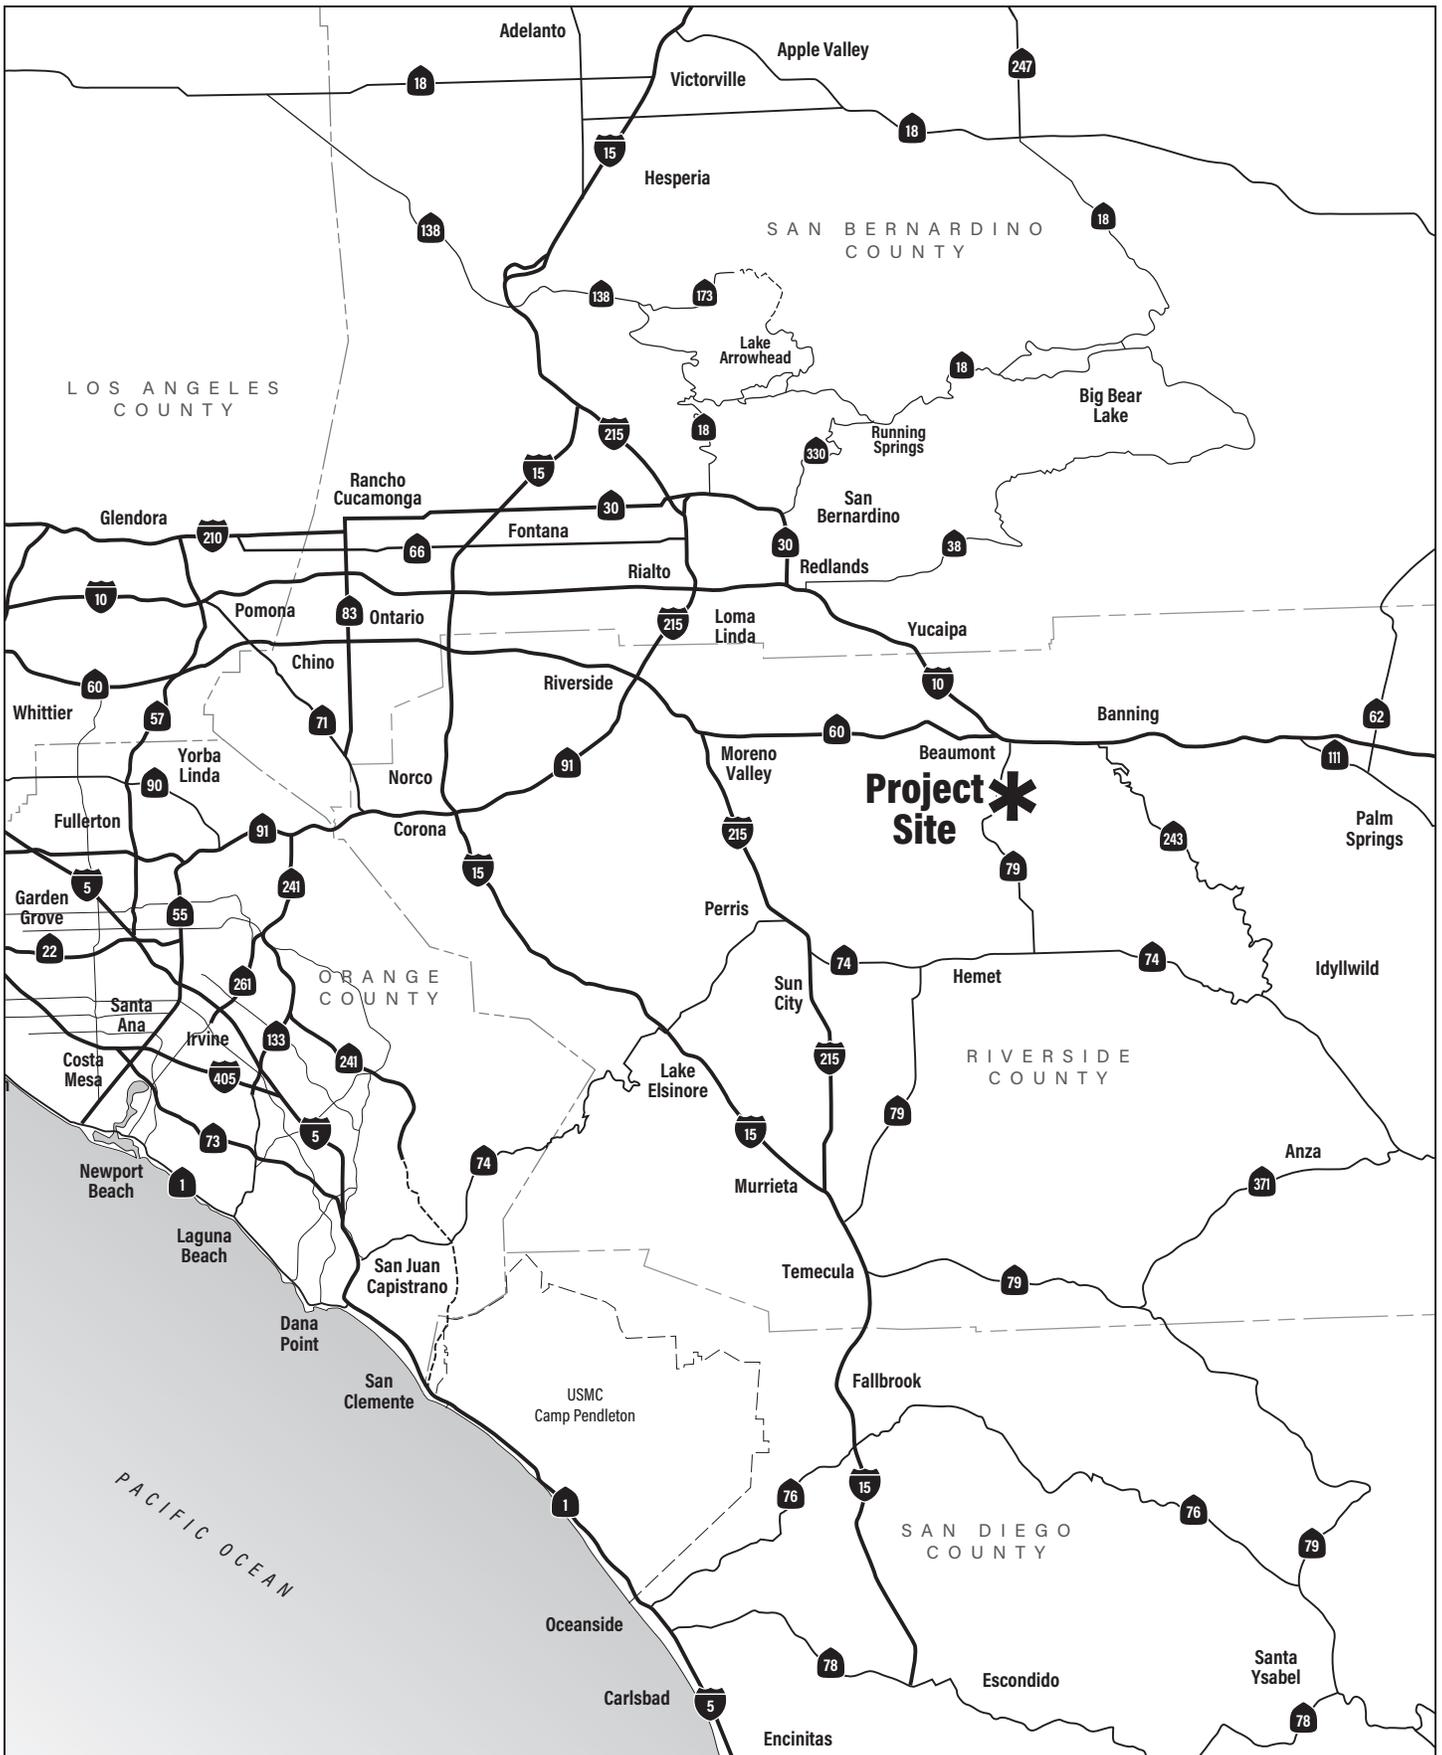 Adelanto
Apple Valley
247
18
Victorville
18
15
Hesperia
138
18
SAN BERNARDINO
COUNTY
138
173
Lake
Arrowhead
18
LOS ANGELES
COUNTY
Big Bear
Lake
18
215
Running
Springs
330
15
Rancho
Cucamonga
San
Bernardino
30
Glendora
210
Fontana
66
30
38
Redlands
Rialto
10
Pomona
83
Ontario
215
Loma
Linda
Yucaipa
Chino
60
Riverside
10
Whittier
57
71
60
Banning
62
Yorba
Linda
90
Norco
91
Moreno
Valley
Beaumont
111
Project
Site
Fullerton
91
Corona
215
Palm
Springs
243
5
15
79
241
Garden
Grove
55
Perris
22
74
74
Hemet
Idyllwild
261
ORANGE
COUNTY
Sun
City
Santa
Ana
Irvine
133
241
215
RIVERSIDE
COUNTY
Costa
Mesa
405
Lake
Elsinore
1
73
5
15
79
74
Anza
Newport
Beach
1
Murrieta
371
Laguna
Beach
San Juan
Capistrano
Temecula
79
Dana
Point
San
Clemente
USMC
Camp Pendleton
Fallbrook
PACIFIC OCEAN
1
76
15
76
SAN DIEGO
COUNTY
79
Oceanside
78
Escondido
Santa
Ysabel
Carlsbad
5
78
Encinitas